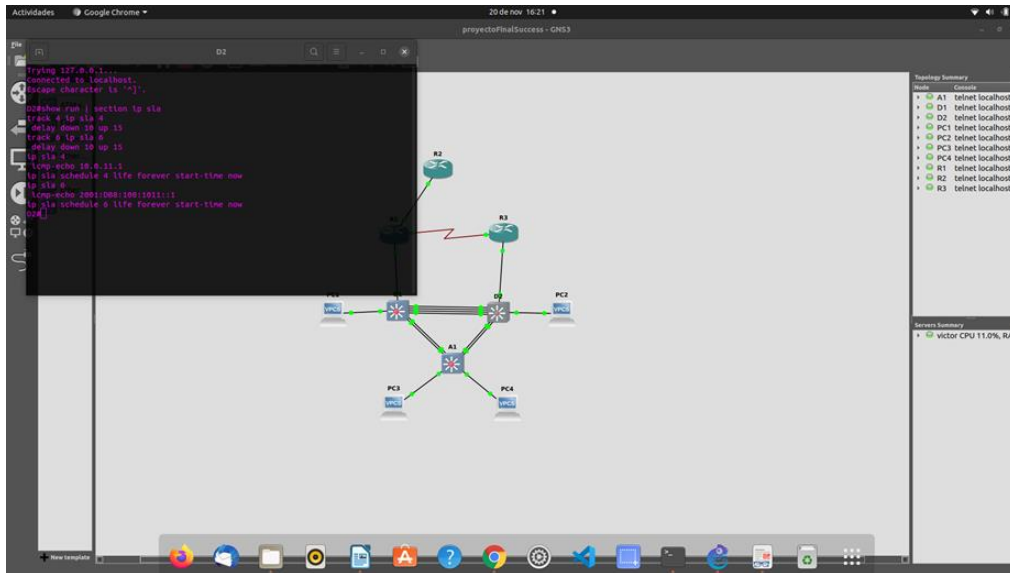 Actividades
Google Chrome
20 de nov 16:21
proyectoFinalSuccess - GNS3
File
D2
Trying 127.0.0.1...
Connected to localhost.
Escape character is '^]'.
D2#show run | section ip sla
track 4 ip sla 4
delay down 10 up 15
track 6 ip sla 6
delay down 10 up 15
ip sla 4
icmp-echo 10.0.11.1
ip sla schedule 4 life forever start-time now
ip sla 6
icmp-echo 2001:DB8:100:1011::1
ip sla schedule 6 life forever start-time now
D2#
R2
R3
D2
PC2
A1
PC3
PC4
Topology Summary
Node Console
A1 telnet localhost
D1 telnet localhost
D2 telnet localhost
PC1 telnet localhost
PC2 telnet localhost
PC3 telnet localhost
PC4 telnet localhost
R1 telnet localhost
R2 telnet localhost
R3 telnet localhost
Servers Summary
victor CPU 11.0%, RA
New template